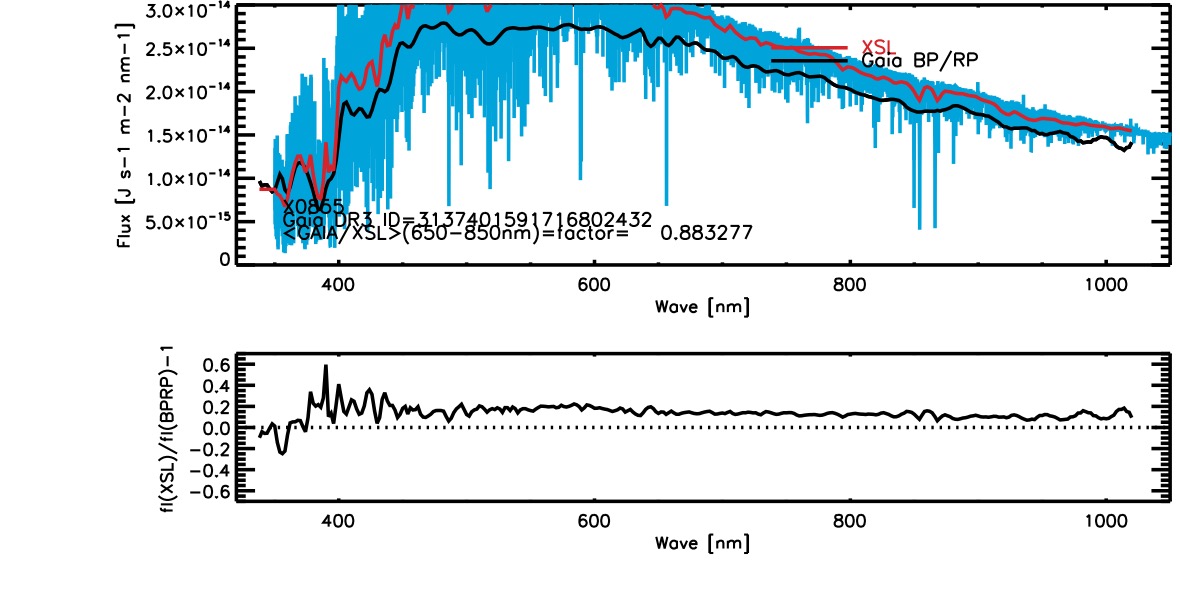 3.0×10⁻¹⁴
2.5×10⁻¹⁴
2.0×10⁻¹⁴
1.5×10⁻¹⁴
1.0×10⁻¹⁴
5.0×10⁻¹⁵
0
Flux [J s−1 m−2 nm−1]
XSL
Gaia BP/RP
X0855
Gaia DR3 ID=3137401591716802432
<GAIA/XSL>(650−850nm)=factor= 0.883277
400 600 800 1000
Wave [nm]
0.6
0.4
0.2
0.0
−0.2
−0.4
−0.6
fl(XSL)/fl(BPRP)−1
400 600 800 1000
Wave [nm]